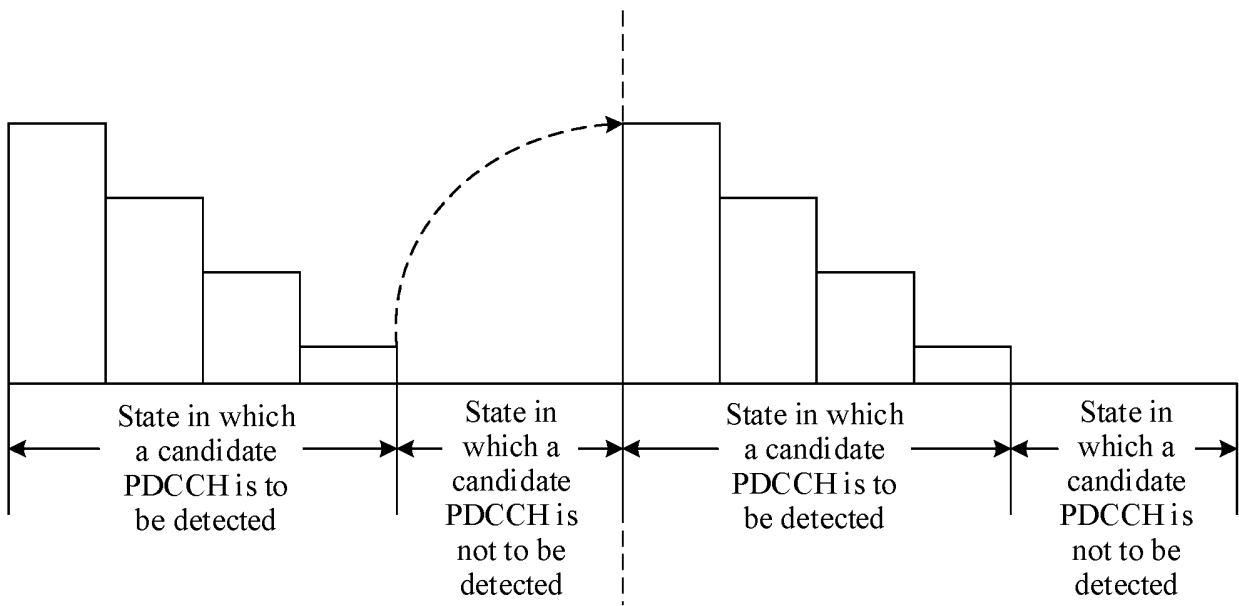 State in which
a candidate
PDCCH is to
be detected
State in
which a
candidate
PDCCH is
not to be
detected
State in which
a candidate
PDCCH is to
be detected
State in
which a
candidate
PDCCH is
not to be
detected